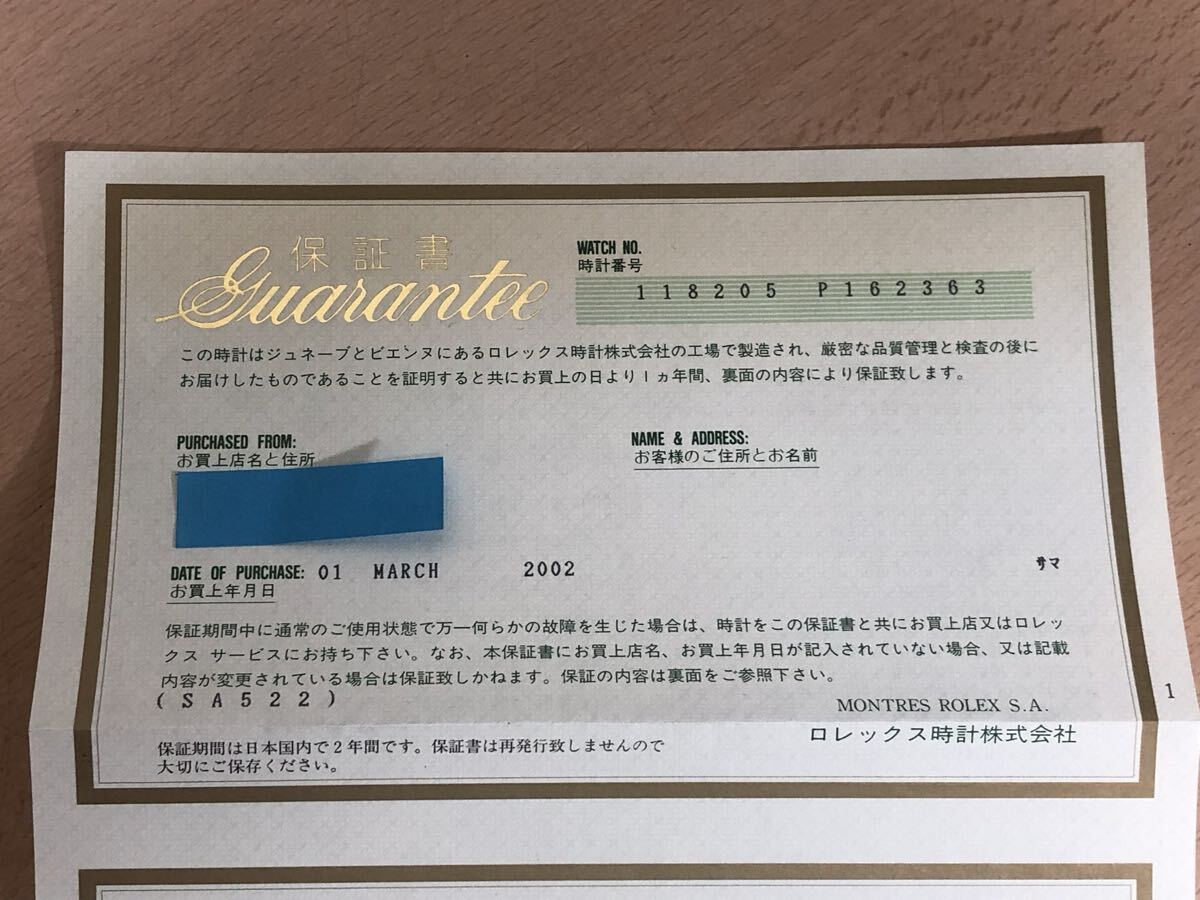 保証書
Guarantee
WATCH NO.
時計番号
118205 P162363
この時計はジュネーブとビエンヌにあるロレックス時計株式会社の工場で製造され、厳密な品質管理と検査の後に
お届けしたものであることを証明すると共にお買上の日より1ヵ年間、裏面の内容により保証致します。
PURCHASED FROM:
お買上店名と住所
NAME & ADDRESS:
お客様のご住所とお名前
DATE OF PURCHASE: 01 MARCH 2002
お買上年月日
サマ
保証期間中に通常のご使用状態で万一何らかの故障を生じた場合は、時計をこの保証書と共にお買上店又はロレッ
クス サービスにお持ち下さい。なお、本保証書にお買上店名、お買上年月日が記入されていない場合、又は記載
内容が変更されている場合は保証致しかねます。保証の内容は裏面をご参照下さい。
(SA522)
MONTRES ROLEX S.A.
ロレックス時計株式会社
1
保証期間は日本国内で2年間です。保証書は再発行致しませんので
大切にご保存ください。